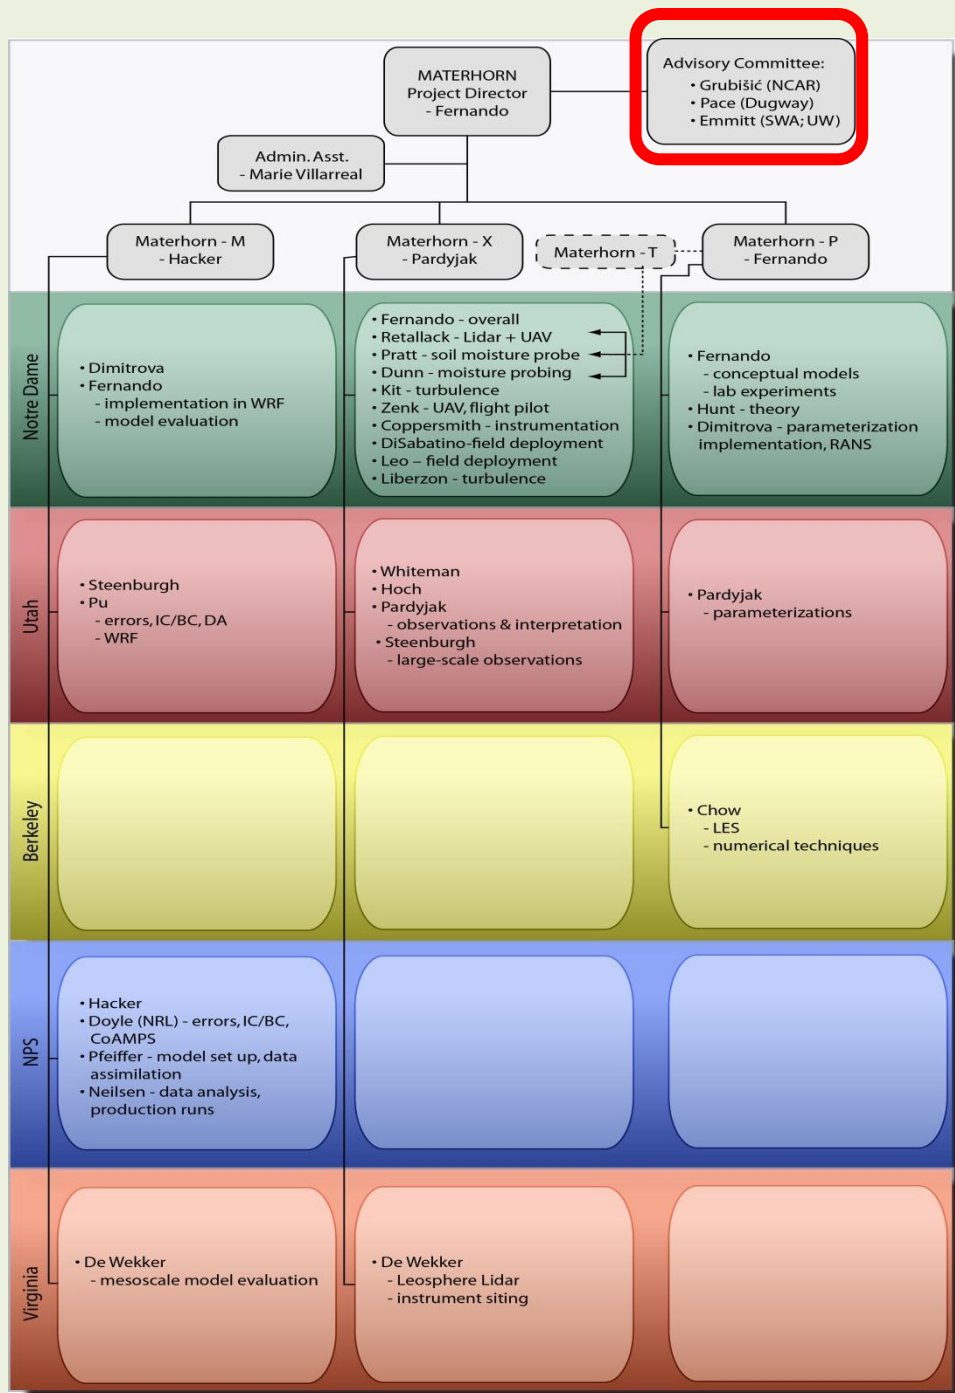 MATERHORN
Project Director
- Fernando
Advisory Committee:
• Grubišić (NCAR)
• Pace (Dugway)
• Emmitt (SWA; UW)
Admin. Asst.
- Marie Villarreal
Materhorn - M
- Hacker
Materhorn - X
- Pardyjak
Materhorn - T
Materhorn - P
- Fernando
Notre Dame
• Dimitrova
• Fernando
- implementation in WRF
- model evaluation
• Fernando - overall
• Retallack - Lidar + UAV
• Pratt - soil moisture probe
• Dunn - moisture probing
• Kit - turbulence
• Zenk - UAV, flight pilot
• Coppersmith - instrumentation
• DiSabatino-field deployment
• Leo – field deployment
• Liberzon - turbulence
• Fernando
- conceptual models
- lab experiments
• Hunt - theory
• Dimitrova - parameterization
implementation, RANS
Utah
• Steenburgh
• Pu
- errors, IC/BC, DA
- WRF
• Whiteman
• Hoch
• Pardyjak
- observations & interpretation
• Steenburgh
- large-scale observations
• Pardyjak
- parameterizations
Berkeley
• Chow
- LES
- numerical techniques
NPS
• Hacker
• Doyle (NRL) - errors, IC/BC,
CoAMPS
• Pfeiffer - model set up, data
assimilation
• Neilsen - data analysis,
production runs
Virginia
• De Wekker
- mesoscale model evaluation
• De Wekker
- Leosphere Lidar
- instrument siting